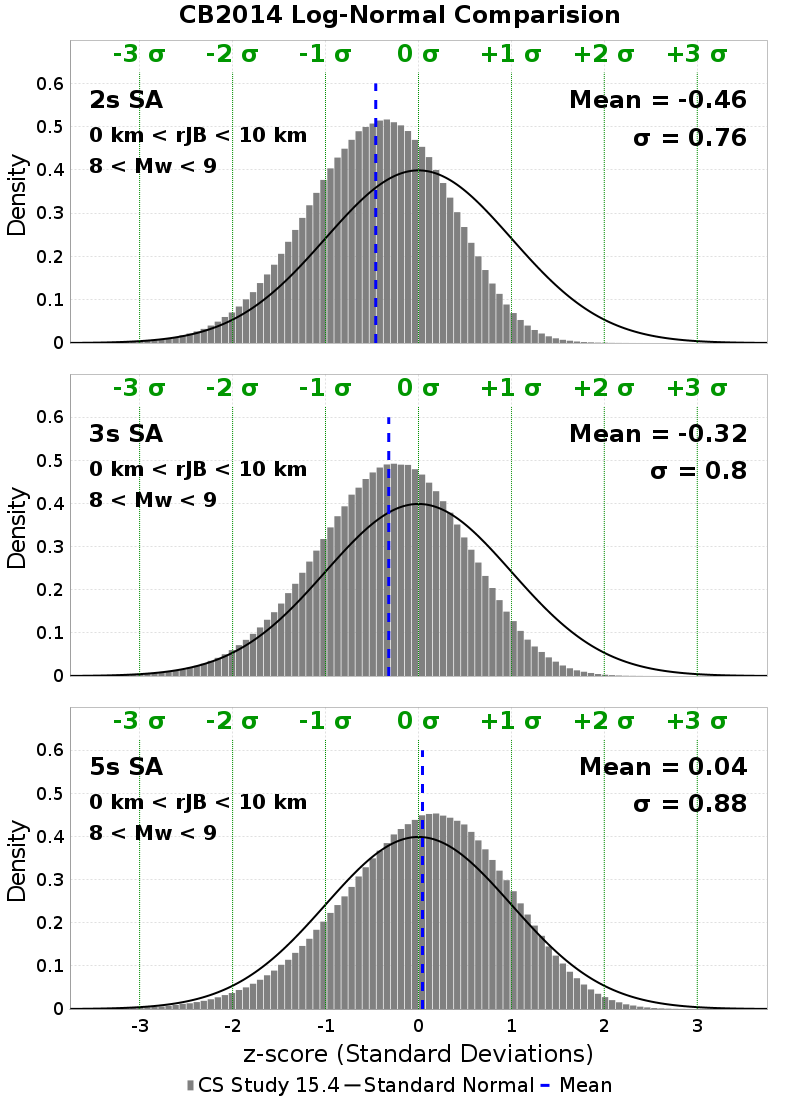 CB2014 Log-Normal Comparision
-3 σ -2 σ -1 σ 0 σ +1 σ +2 σ +3 σ
0.6
2s SA Mean = -0.46
0.5
0 km < rJB < 10 km σ = 0.76
8 < Mw < 9
0.4
0.3
0.2
0.1
0
Density
-3 σ -2 σ -1 σ 0 σ +1 σ +2 σ +3 σ
0.6
3s SA Mean = -0.32
0.5
0 km < rJB < 10 km σ = 0.8
8 < Mw < 9
0.4
0.3
0.2
0.1
0
Density
-3 σ -2 σ -1 σ 0 σ +1 σ +2 σ +3 σ
0.6
5s SA Mean = 0.04
0.5
0 km < rJB < 10 km σ = 0.88
8 < Mw < 9
0.4
0.3
0.2
0.1
0
Density
-3 -2 -1 0 1 2 3
z-score (Standard Deviations)
CS Study 15.4 Standard Normal Mean